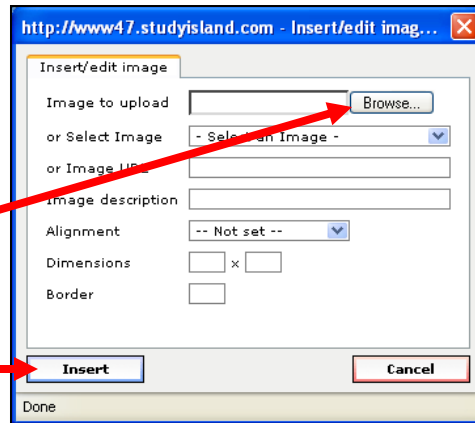 http://www47.studyisland.com - Insert/edit imag...
Insert/edit image
Image to upload Browse...
or Select Image - Select an Image -
or Image URL
Image description
Alignment -- Not set --
Dimensions x
Border
Insert Cancel
Done